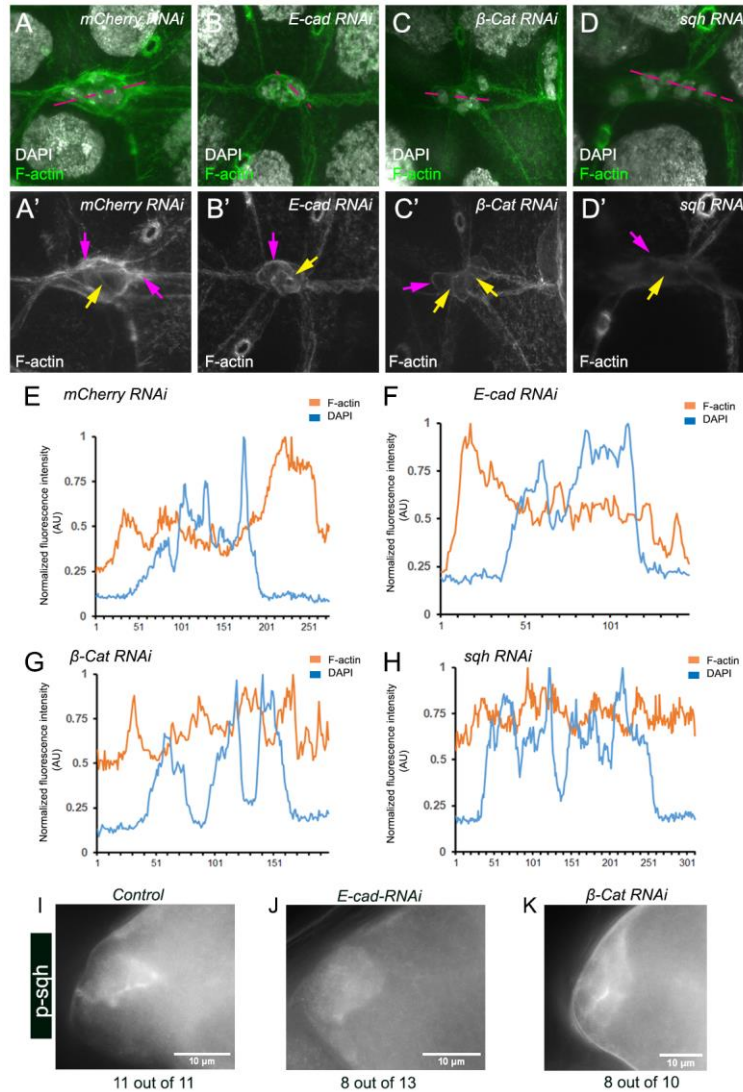 A mCherry RNAi
B E-cad RNAi
C β-Cat RNAi
D sqh RNAi
DAPI
F-actin
DAPI
F-actin
DAPI
F-actin
DAPI
F-actin
A' mCherry RNAi
B' E-cad RNAi
C' β-Cat RNAi
D' sqh RNAi
F-actin
F-actin
F-actin
F-actin
E mCherry RNAi
F-actin
DAPI
Normalized fluorescence intensity
(AU)
1
0.75
0.5
0.25
0
1 51 101 151 201 251
F E-cad RNAi
F-actin
DAPI
Normalized fluorescence intensity
(AU)
1
0.75
0.5
0.25
0
1 51 101
G β-Cat RNAi
F-actin
DAPI
Normalized fluorescence intensity
(AU)
1
0.75
0.5
0.25
0
1 51 101 151
H sqh RNAi
F-actin
DAPI
Normalized fluorescence intensity
(AU)
1
0.75
0.5
0.25
0
1 51 101 151 201 251 301
p-sqh
I Control
10 μm
11 out of 11
J E-cad-RNAi
10 μm
8 out of 13
K β-Cat RNAi
10 μm
8 out of 10